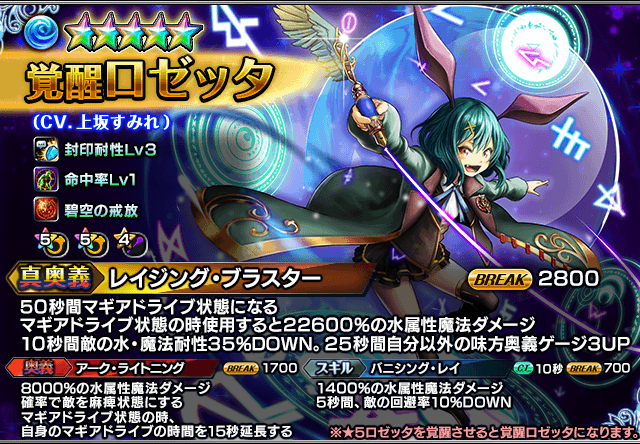 覚醒ロゼッタ
(CV.上坂すみれ)
封印耐性Lv3
命中率Lv1
碧空の戒放
5 5 4
真奥義 レイジング・ブラスター BREAK 2800
50秒間マギアドライブ状態になる
マギアドライブ状態の時使用すると22600%の水属性魔法ダメージ
10秒間敵の水・魔法耐性35%DOWN。25秒間自分以外の味方奥義ゲージ3UP
奥義 アーク・ライトニング BREAK 1700
8000%の水属性魔法ダメージ
確率で敵を麻痺状態にする
マギアドライブ状態の時、
自身のマギアドライブの時間を15秒延長する
スキル バニシング・レイ CT 10秒 BREAK 700
1400%の水属性魔法ダメージ
5秒間、敵の回避率10%DOWN
※★5ロゼッタを覚醒させると覚醒ロゼッタになります。